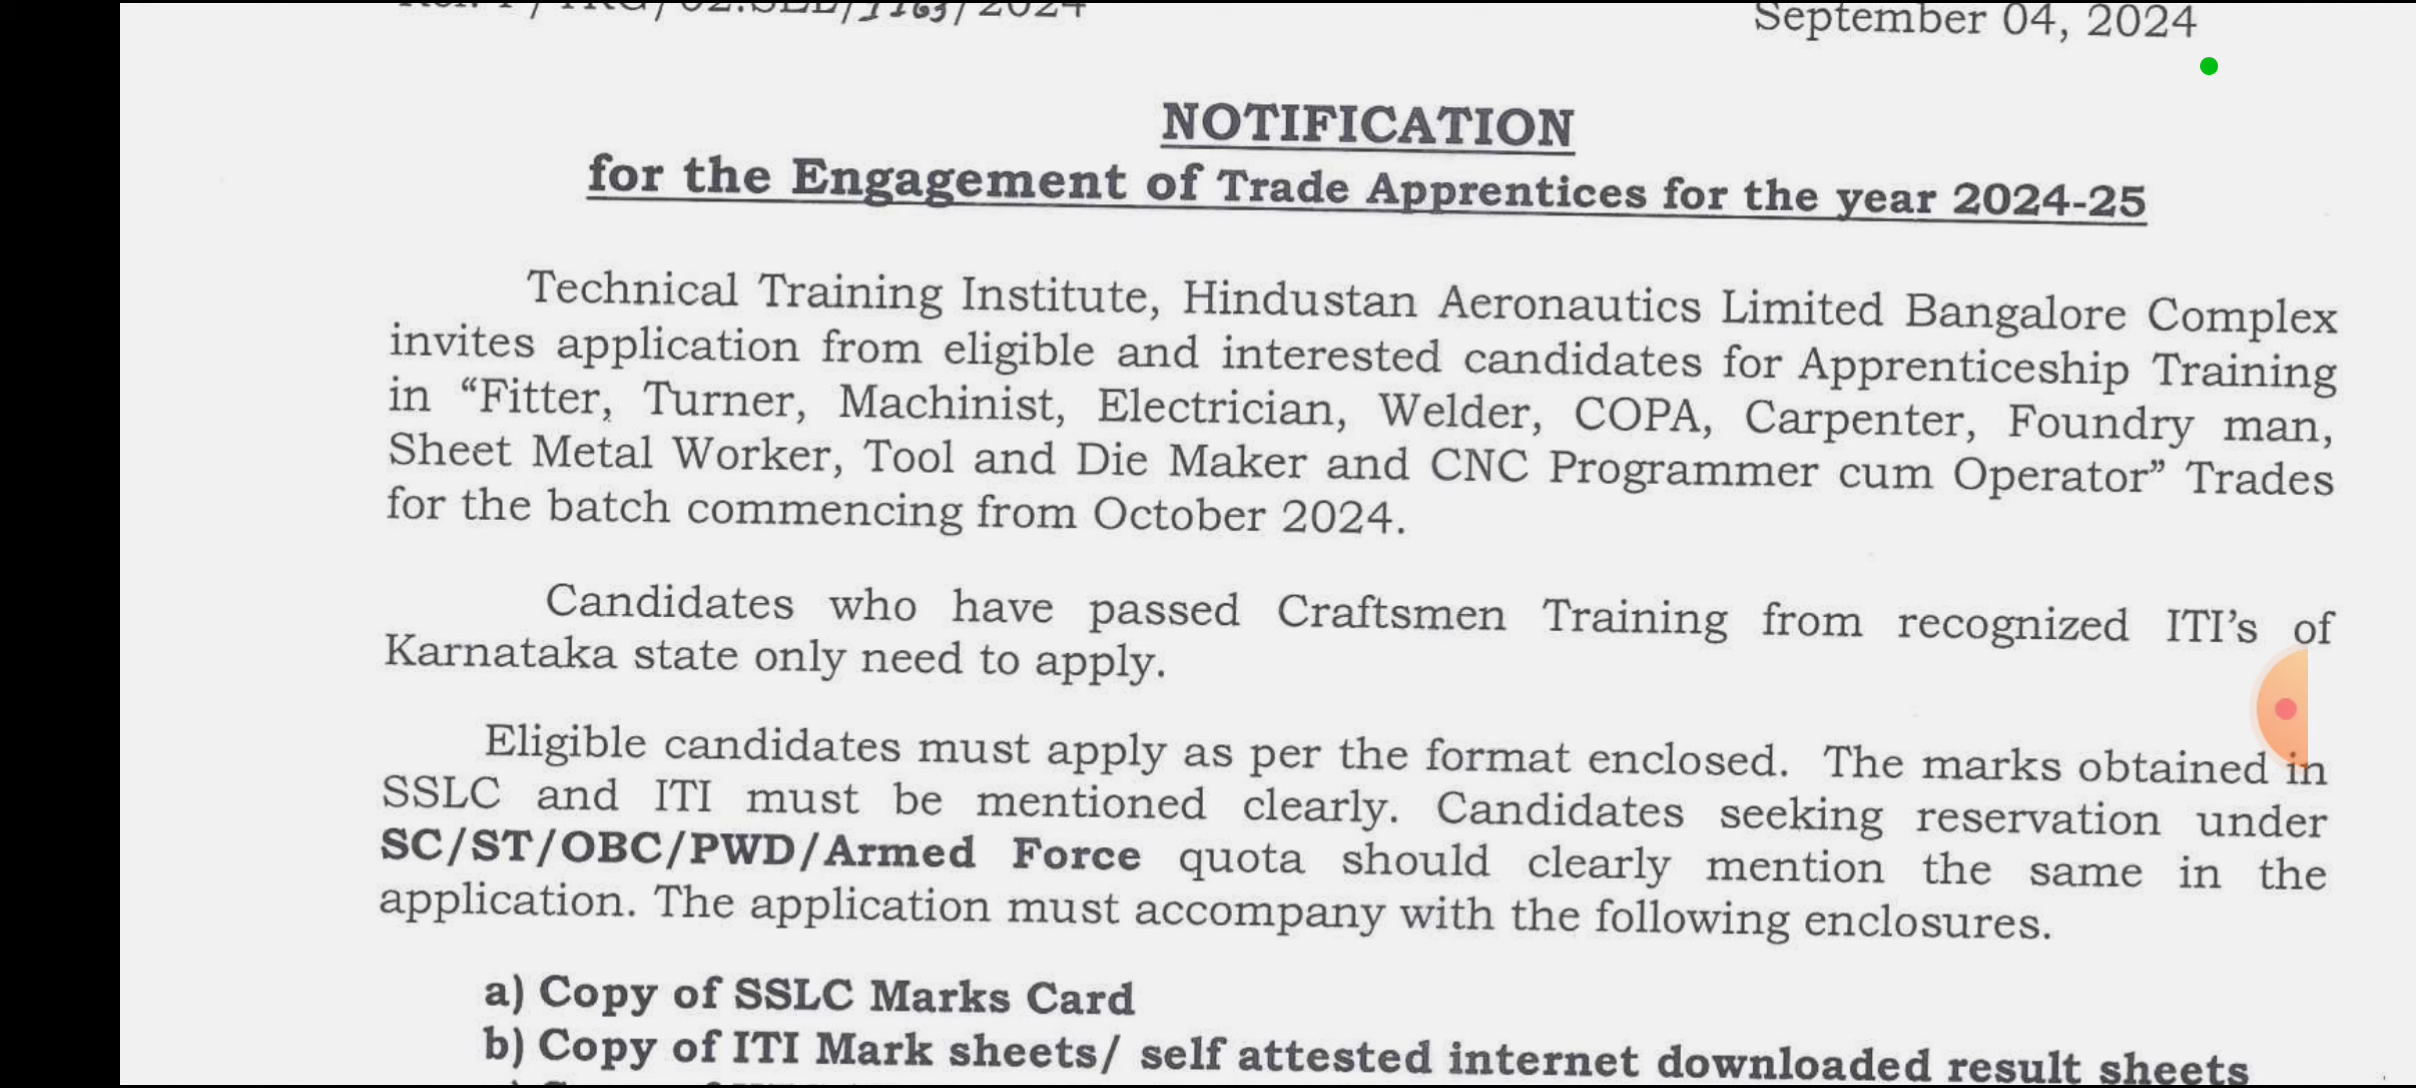 September 04, 2024
NOTIFICATION
for the Engagement of Trade Apprentices for the year 2024-25
Technical Training Institute, Hindustan Aeronautics Limited Bangalore Complex
invites application from eligible and interested candidates for Apprenticeship Training
in “Fitter, Turner, Machinist, Electrician, Welder, COPA, Carpenter, Foundry man,
Sheet Metal Worker, Tool and Die Maker and CNC Programmer cum Operator” Trades
for the batch commencing from October 2024.
Candidates who have passed Craftsmen Training from recognized ITI’s of
Karnataka state only need to apply.
Eligible candidates must apply as per the format enclosed. The marks obtained in
SSLC and ITI must be mentioned clearly. Candidates seeking reservation under
SC/ST/OBC/PWD/Armed Force quota should clearly mention the same in the
application. The application must accompany with the following enclosures.
a) Copy of SSLC Marks Card
b) Copy of ITI Mark sheets/ self attested internet downloaded result sheets